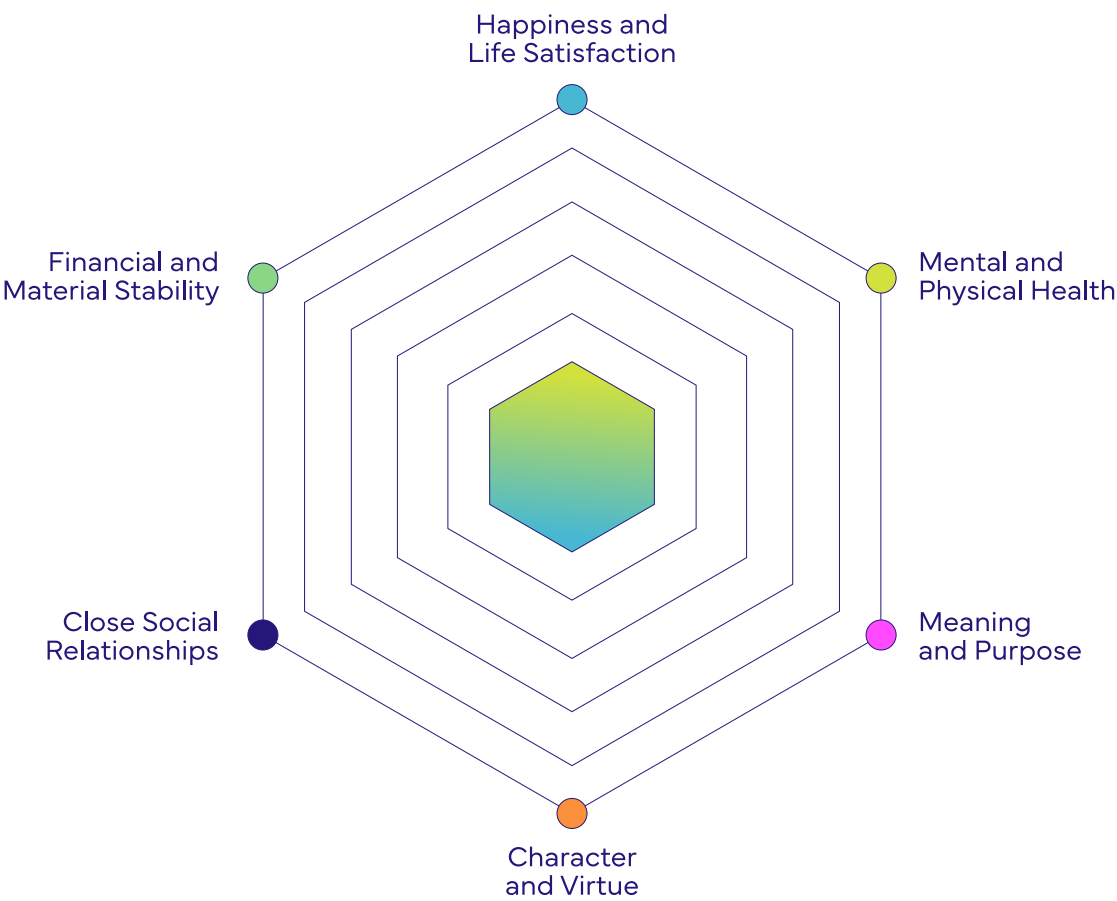 Happiness and
Life Satisfaction
Financial and
Material Stability
Mental and
Physical Health
Close Social
Relationships
Meaning
and Purpose
Character
and Virtue